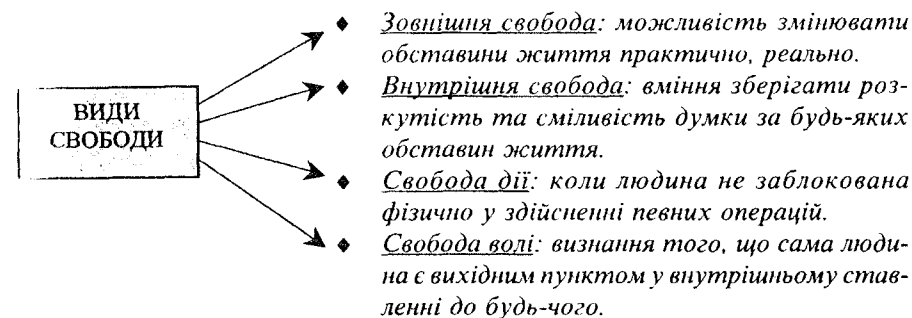 ВИДИ
СВОБОДИ
♦ Зовнішня свобода: можливість змінювати
обставини життя практично, реально.
♦ Внутрішня свобода: вміння зберігати роз-
кутість та сміливість думки за будь-яких
обставин життя.
♦ Свобода дії: коли людина не заблокована
фізично у здійсненні певних операцій.
♦ Свобода волі: визнання того, що сама люди-
на є вихідним пунктом у внутрішньому став-
ленні до будь-чого.